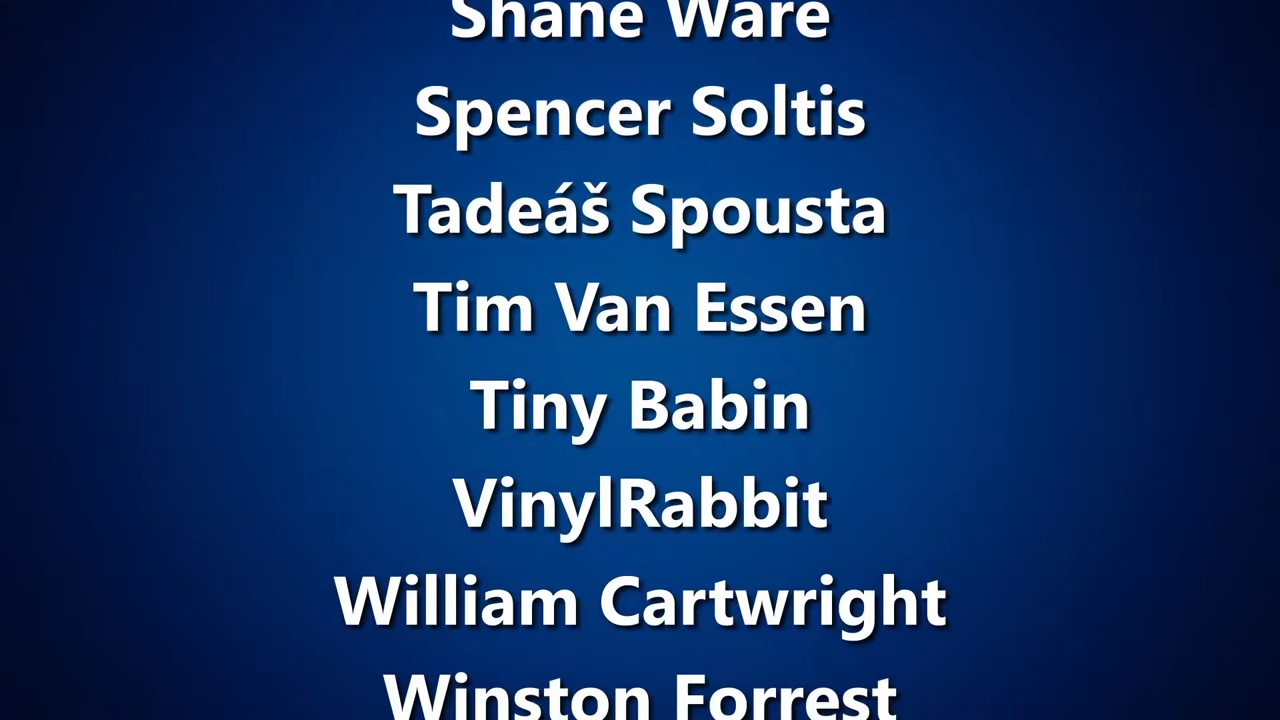 Shane Ware
Spencer Soltis
Tadeáš Spousta
Tim Van Essen
Tiny Babin
VinylRabbit
William Cartwright
Winston Forrest